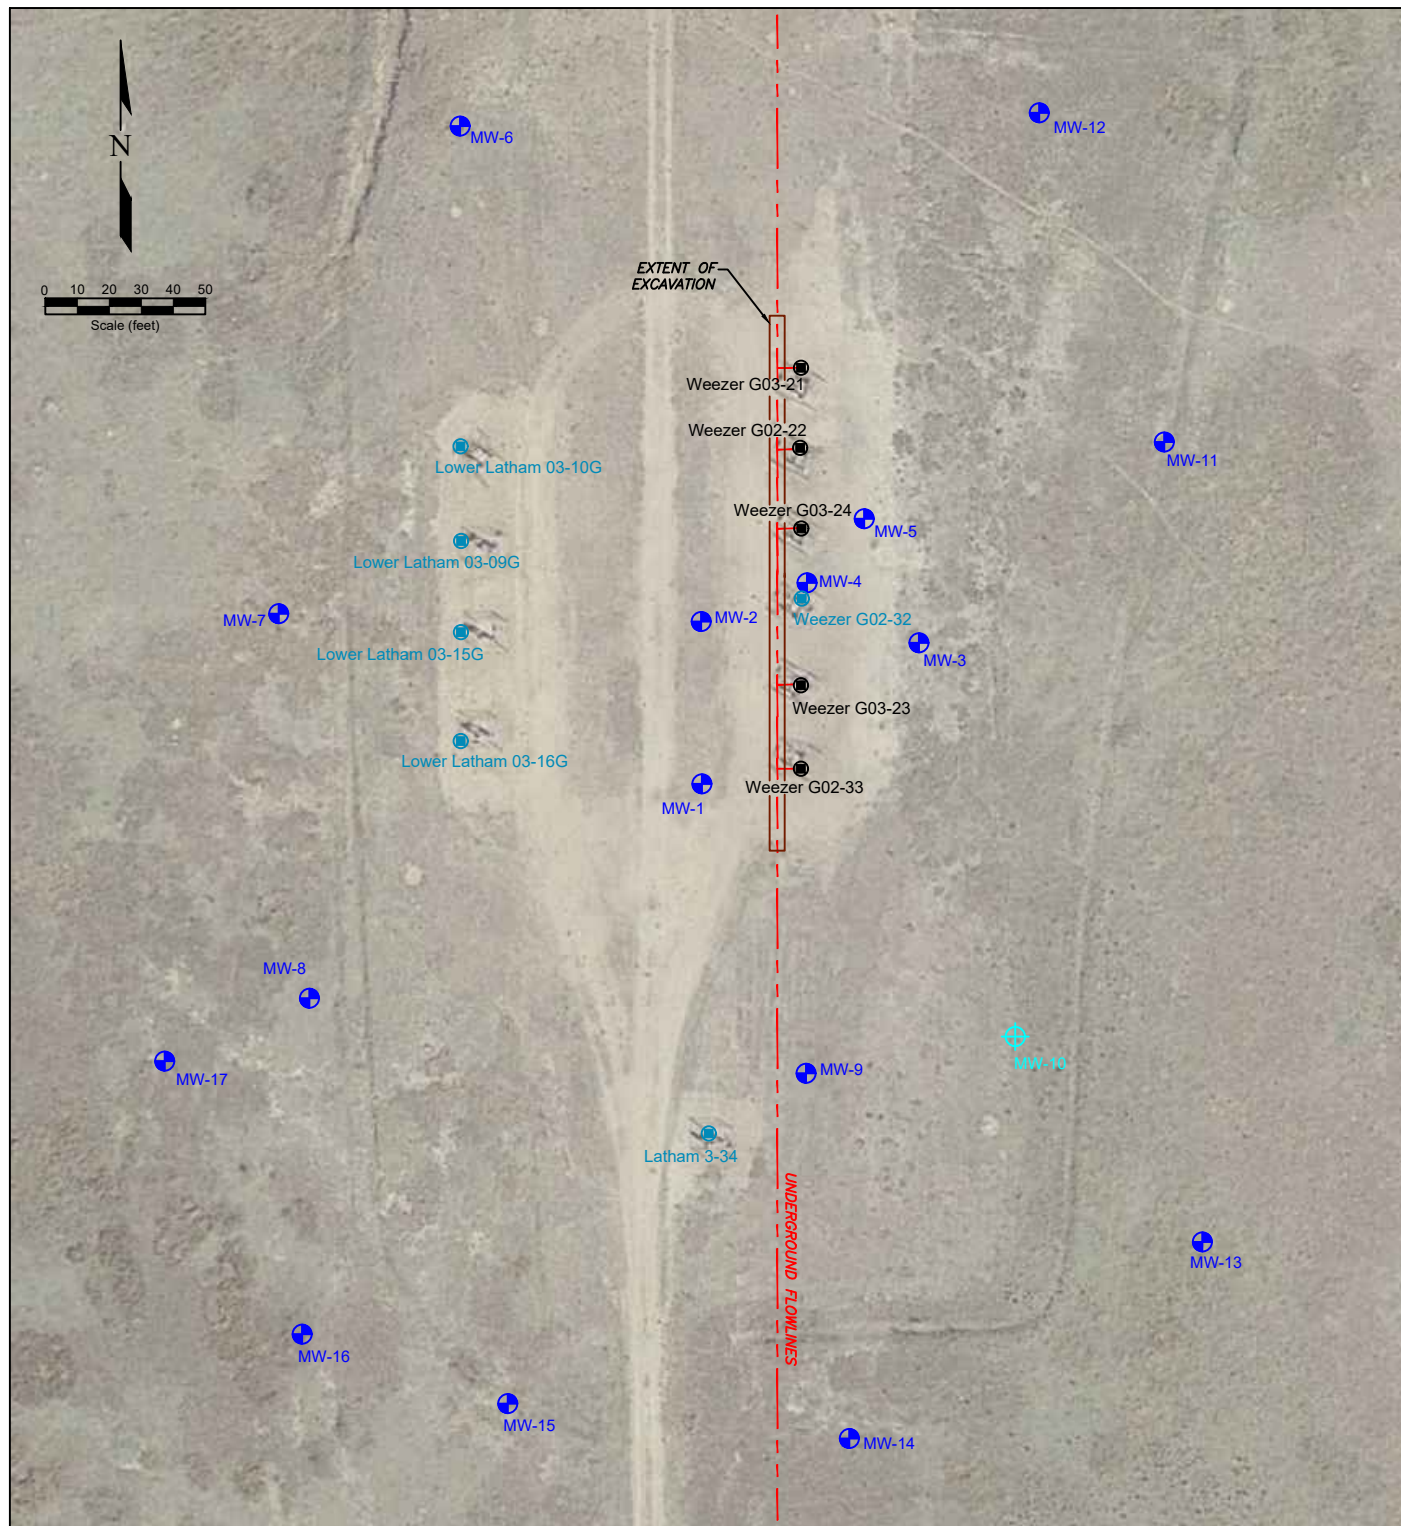 MW-6
MW-12
N
0 10 20 30 40 50
Scale (feet)
EXTENT OF
EXCAVATION
Weezer G03-21
Weezer G02-22
Lower Latham 03-10G
MW-11
Weezer G03-24
MW-5
Lower Latham 03-09G
MW-4
MW-7
MW-2
Weezer G02-32
Lower Latham 03-15G
MW-3
Weezer G03-23
Lower Latham 03-16G
Weezer G02-33
MW-1
MW-8
MW-10
MW-9
MW-17
Latham 3-34
UNDERGROUND FLOWLINES
MW-13
MW-16
MW-15
MW-14